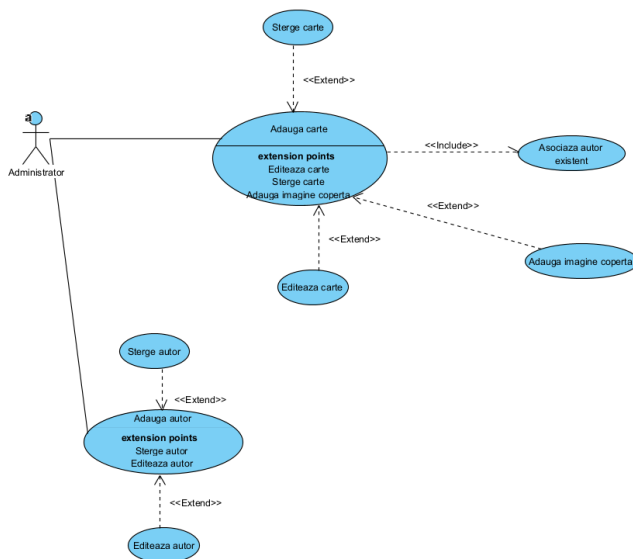 Sterge carte
<<Extend>>
a
Administrator
Adauga carte
extension points
Editeaza carte
Sterge carte
Adauga imagine coperta
<<Include>>
Asociaza autor
existent
<<Extend>>
Adauga imagine coperta
<<Extend>>
Editeaza carte
Sterge autor
<<Extend>>
Adauga autor
extension points
Sterge autor
Editeaza autor
<<Extend>>
Editeaza autor